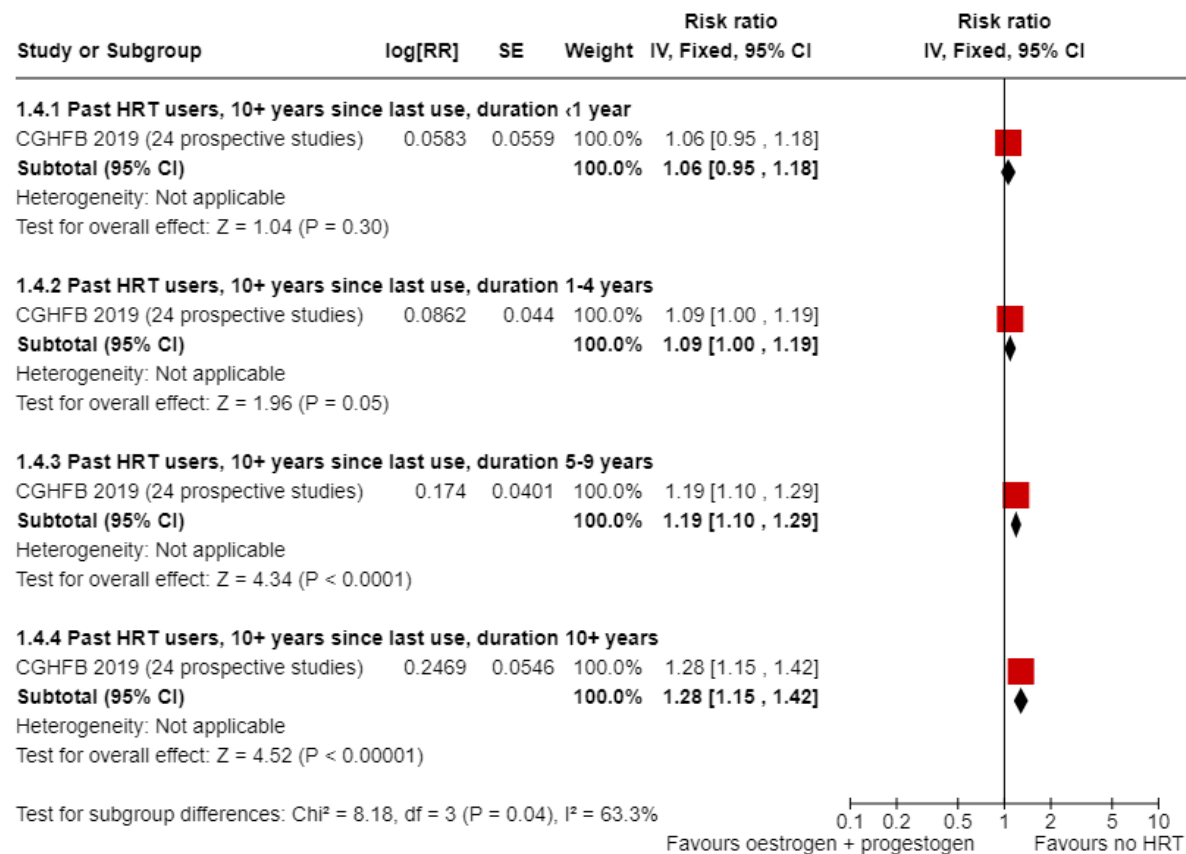 Risk ratio Risk ratio
Study or Subgroup log[RR] SE Weight IV, Fixed, 95% CI IV, Fixed, 95% CI
1.4.1 Past HRT users, 10+ years since last use, duration <1 year
CGHFB 2019 (24 prospective studies) 0.0583 0.0559 100.0% 1.06 [0.95 , 1.18]
Subtotal (95% CI) 100.0% 1.06 [0.95 , 1.18]
Heterogeneity: Not applicable
Test for overall effect: Z = 1.04 (P = 0.30)
1.4.2 Past HRT users, 10+ years since last use, duration 1-4 years
CGHFB 2019 (24 prospective studies) 0.0862 0.044 100.0% 1.09 [1.00 , 1.19]
Subtotal (95% CI) 100.0% 1.09 [1.00 , 1.19]
Heterogeneity: Not applicable
Test for overall effect: Z = 1.96 (P = 0.05)
1.4.3 Past HRT users, 10+ years since last use, duration 5-9 years
CGHFB 2019 (24 prospective studies) 0.174 0.0401 100.0% 1.19 [1.10 , 1.29]
Subtotal (95% CI) 100.0% 1.19 [1.10 , 1.29]
Heterogeneity: Not applicable
Test for overall effect: Z = 4.34 (P < 0.0001)
1.4.4 Past HRT users, 10+ years since last use, duration 10+ years
CGHFB 2019 (24 prospective studies) 0.2469 0.0546 100.0% 1.28 [1.15 , 1.42]
Subtotal (95% CI) 100.0% 1.28 [1.15 , 1.42]
Heterogeneity: Not applicable
Test for overall effect: Z = 4.52 (P < 0.00001)
Test for subgroup differences: Chi² = 8.18, df = 3 (P = 0.04), I² = 63.3%
0.1 0.2 0.5 1 2 5 10
Favours oestrogen + progestogen Favours no HRT